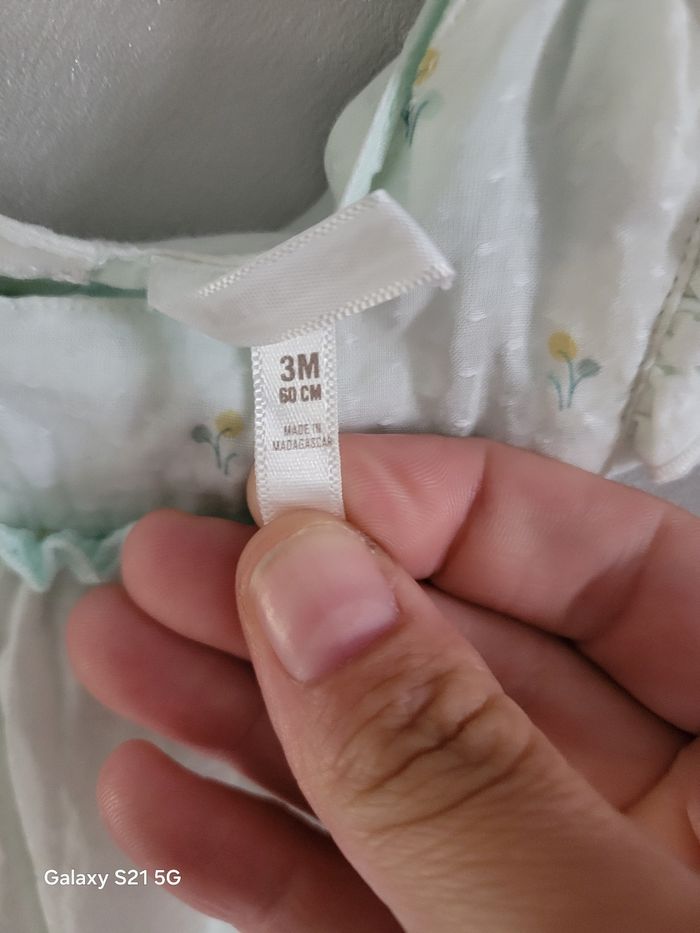 3M
60 CM
MADE IN
MADAGASCAR
Galaxy S21 5G